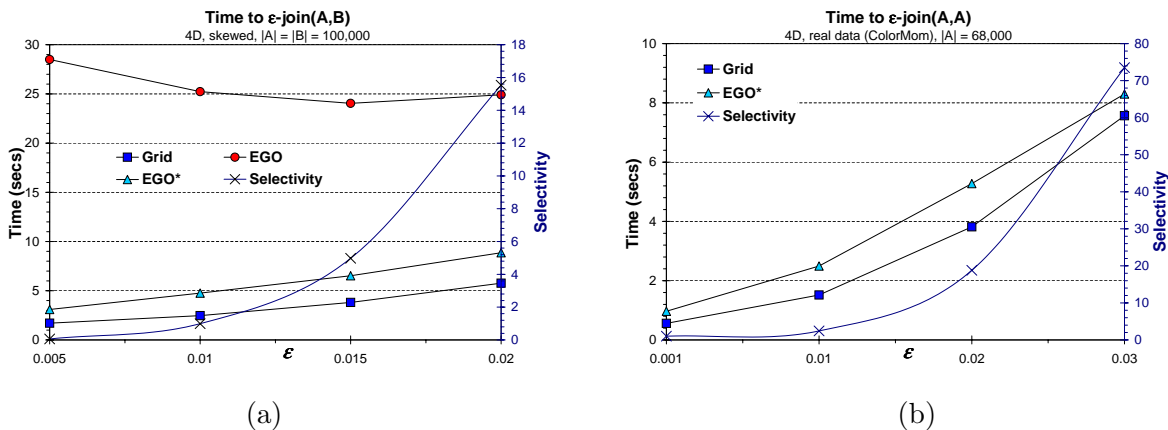 Time to ε-join(A,B)
4D, skewed, |A| = |B| = 100,000
30
25
20
15
10
5
0
Time (secs)
Grid
EGO
EGO*
Selectivity
18
16
14
12
10
8
6
4
2
0
Selectivity
0.005
0.01
ε
0.015
0.02
(a)
Time to ε-join(A,A)
4D, real data (ColorMom), |A| = 68,000
10
8
6
4
2
0
Time (secs)
Grid
EGO*
Selectivity
80
70
60
50
40
30
20
10
0
Selectivity
0.001
0.01
ε
0.02
0.03
(b)